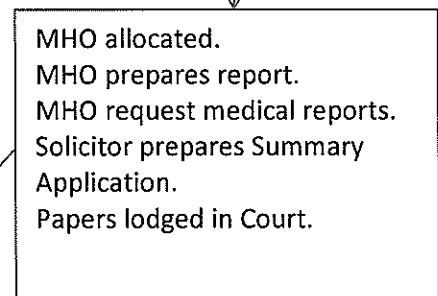 MHO allocated.
MHO prepares report.
MHO request medical reports.
Solicitor prepares Summary
Application.
Papers lodged in Court.